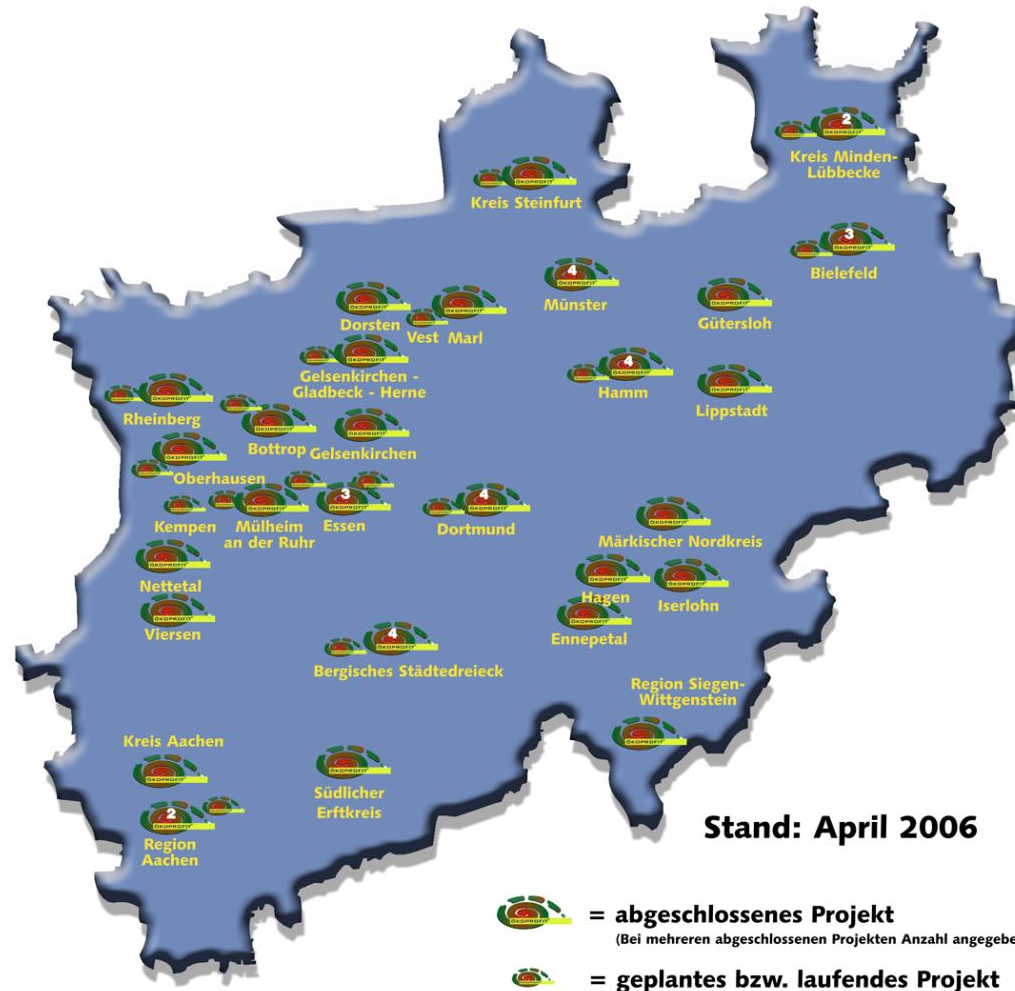 2
Kreis Minden-
Lübbecke
Kreis Steinfurt
3
Bielefeld
4
Münster
Gütersloh
Dorsten
Vest Marl
Gelsenkirchen -
Gladbeck - Herne
4
Hamm
Lippstadt
Rheinberg
Bottrop
Gelsenkirchen
Oberhausen
Kempen
Mülheim
an der Ruhr
3
Essen
4
Dortmund
Märkischer Nordkreis
Nettetal
Hagen
Iserlohn
Viersen
Ennepetal
4
Bergisches Städtedreieck
Region Siegen-
Wittgenstein
Kreis Aachen
Südlicher
Erftkreis
2
Region
Aachen
Stand: April 2006
ÖKOPROFIT
= abgeschlossenes Projekt
(Bei mehreren abgeschlossenen Projekten Anzahl angegebe
= geplantes bzw. laufendes Projekt